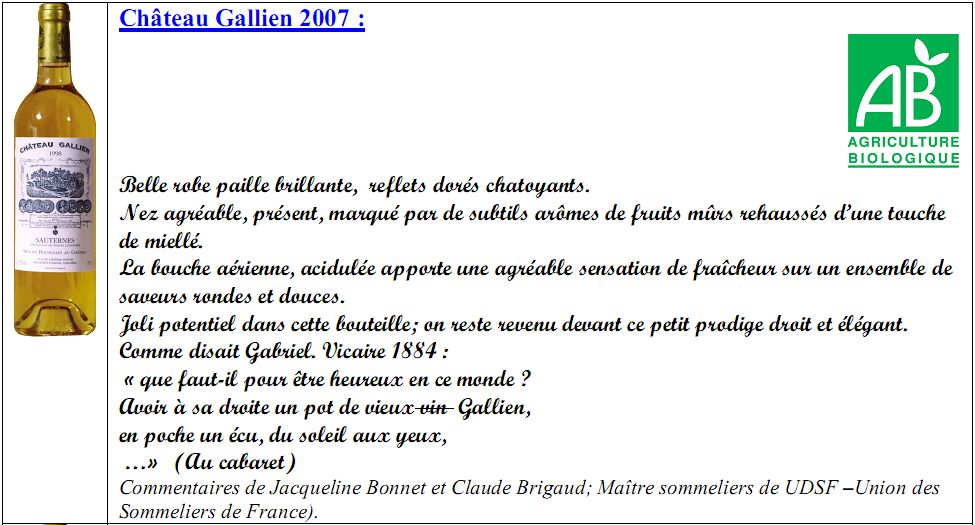 Château Gallien 2007 :
AB
AGRICULTURE
BIOLOGIQUE
CHÂTEAU GALLIEN
1998
SAUTERNES
Belle robe paille brillante, reflets dorés chatoyants.
Nez agréable, présent, marqué par de subtils arômes de fruits mûrs rehaussés d'une touche
de miellé.
La bouche aérienne, acidulée apporte une agréable sensation de fraîcheur sur un ensemble de
saveurs rondes et douces.
Joli potentiel dans cette bouteille; on reste revenu devant ce petit prodige droit et élégant.
Comme disait Gabriel. Vicaire 1884 :
« que faut-il pour être heureux en ce monde ?
Avoir à sa droite un pot de vieux vin Gallien,
en poche un écu, du soleil aux yeux,
…» (Au cabaret)
Commentaires de Jacqueline Bonnet et Claude Brigaud; Maître sommeliers de UDSF –Union des
Sommeliers de France).